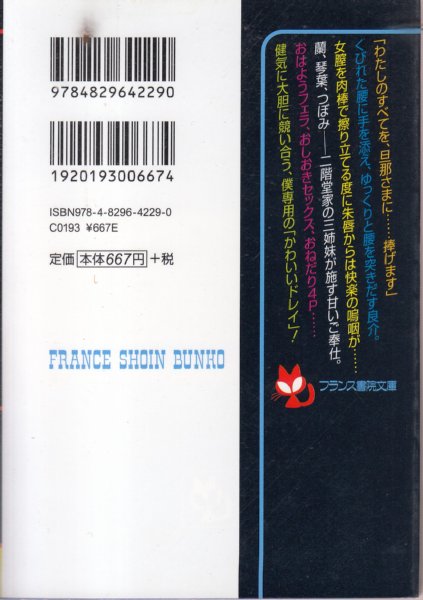 「わたしのすべてを、旦那さまに……捧げます」
くびれた腰に手を添え、ゆっくりと腰を突きだす良介。
女膣を肉棒で擦り立てる度に朱唇からは快楽の嗚咽が……
蘭、琴葉、つぼみ——二階堂家の三姉妹が施す甘いご奉仕。
おはようフェラ、おしおきセックス、おねだり4P……
健気に大胆に競い合う、僕専用の「かわいいドレイ」!
フランス書院文庫
9784829642290
1920193006674
ISBN978-4-8296-4229-0
C0193 ¥667E
定価 本体667円 +税
FRANCE SHOIN BUNKO